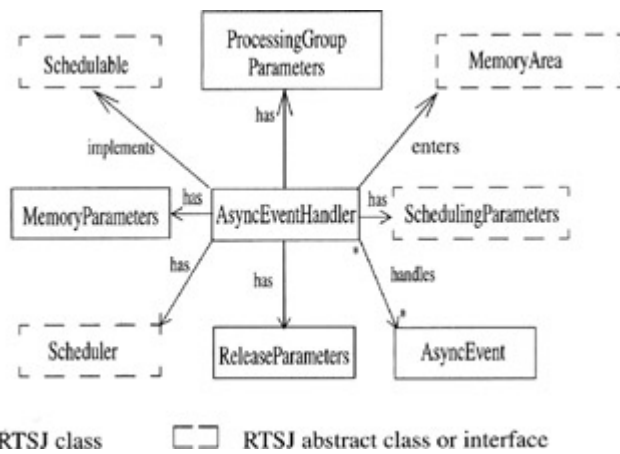 ProcessingGroup
Parameters
Schedulable
MemoryArea
has
implements
enters
has
has
MemoryParameters
AsyncEventHandler
SchedulingParameters
*
has
has
handles
*
Scheduler
ReleaseParameters
AsyncEvent
RTSJ class
RTSJ abstract class or interface